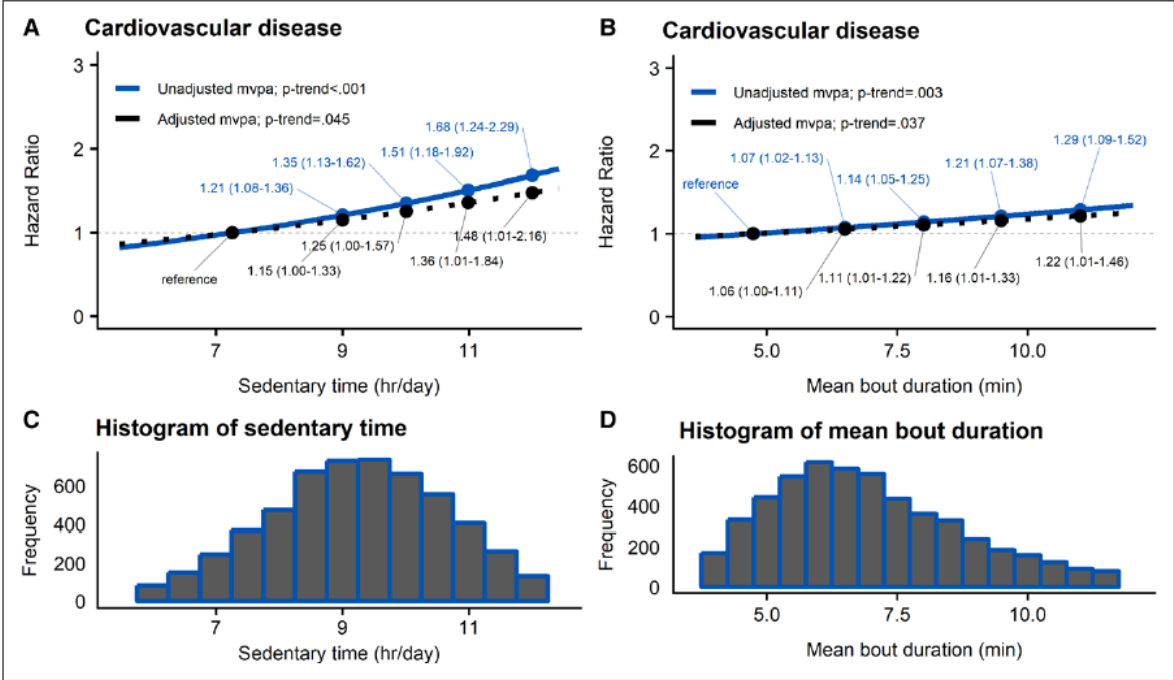 A Cardiovascular disease
Hazard Ratio
3
2
1
0
Unadjusted mvpa; p-trend<.001
Adjusted mvpa; p-trend=.045
1.68 (1.24-2.29)
1.51 (1.18-1.92)
1.35 (1.13-1.62)
1.21 (1.08-1.36)
reference
1.15 (1.00-1.33)
1.25 (1.00-1.57)
1.36 (1.01-1.84)
1.48 (1.01-2.16)
7 9 11
Sedentary time (hr/day)
B Cardiovascular disease
Hazard Ratio
3
2
1
0
Unadjusted mvpa; p-trend=.003
Adjusted mvpa; p-trend=.037
1.29 (1.09-1.52)
1.07 (1.02-1.13)
1.21 (1.07-1.38)
1.14 (1.05-1.25)
reference
1.06 (1.00-1.11)
1.11 (1.01-1.22)
1.16 (1.01-1.33)
1.22 (1.01-1.46)
5.0 7.5 10.0
Mean bout duration (min)
C Histogram of sedentary time
Frequency
600
400
200
0
7 9 11
Sedentary time (hr/day)
D Histogram of mean bout duration
Frequency
600
400
200
0
5.0 7.5 10.0
Mean bout duration (min)